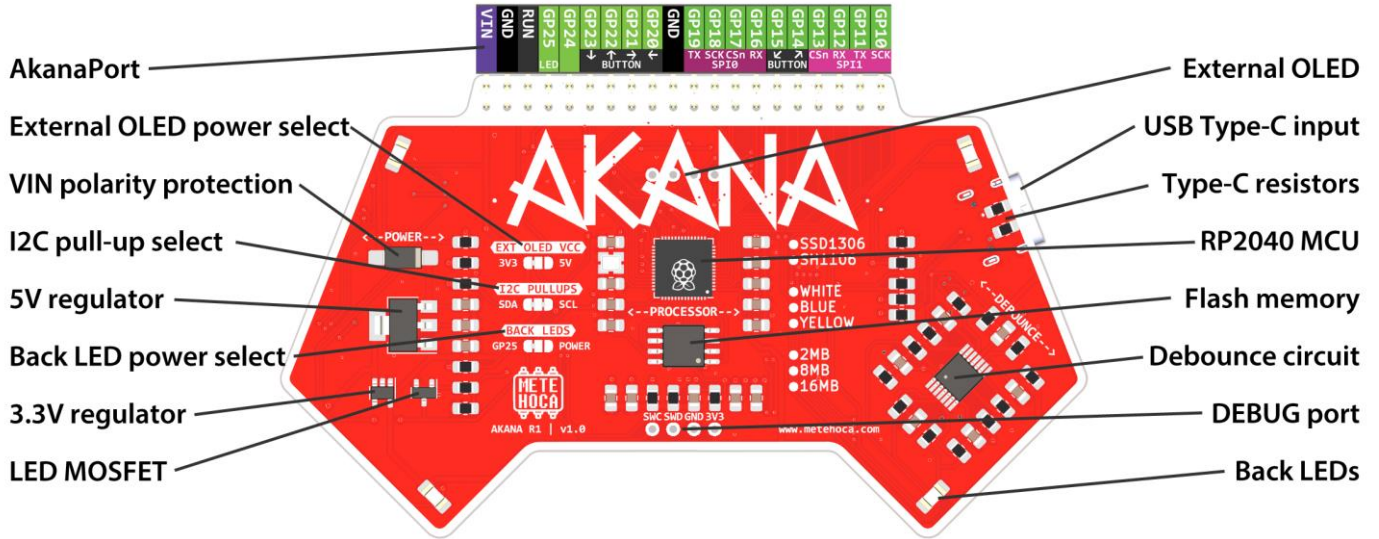 VIN
GND
RUN
GP25
GP24
GP23
GP22
GP21
GP20
GND
GP19
GP18
GP17
GP16
GP15
GP14
GP13
GP12
GP11
GP10
LED
↓ ↑ → ←
BUTTON
TX SCK CSn RX
SPI0
↙ ↗
BUTTON
CSn RX TX SCK
SPI1
AkanaPort
External OLED power select
VIN polarity protection
I2C pull-up select
5V regulator
Back LED power select
3.3V regulator
LED MOSFET
AKANA
<--POWER-->
EXT OLED VCC
3V3 5V
I2C PULLUPS
SDA SCL
BACK LEDS
GP25 POWER
METE
HOCA
AKANA R1 | v1.0
<--PROCESSOR-->
SWC SWD GND 3V3
SSD1306
SH1106
WHITE
BLUE
YELLOW
2MB
8MB
16MB
www.metehoca.com
<--DEBOUNCE-->
External OLED
USB Type-C input
Type-C resistors
RP2040 MCU
Flash memory
Debounce circuit
DEBUG port
Back LEDs